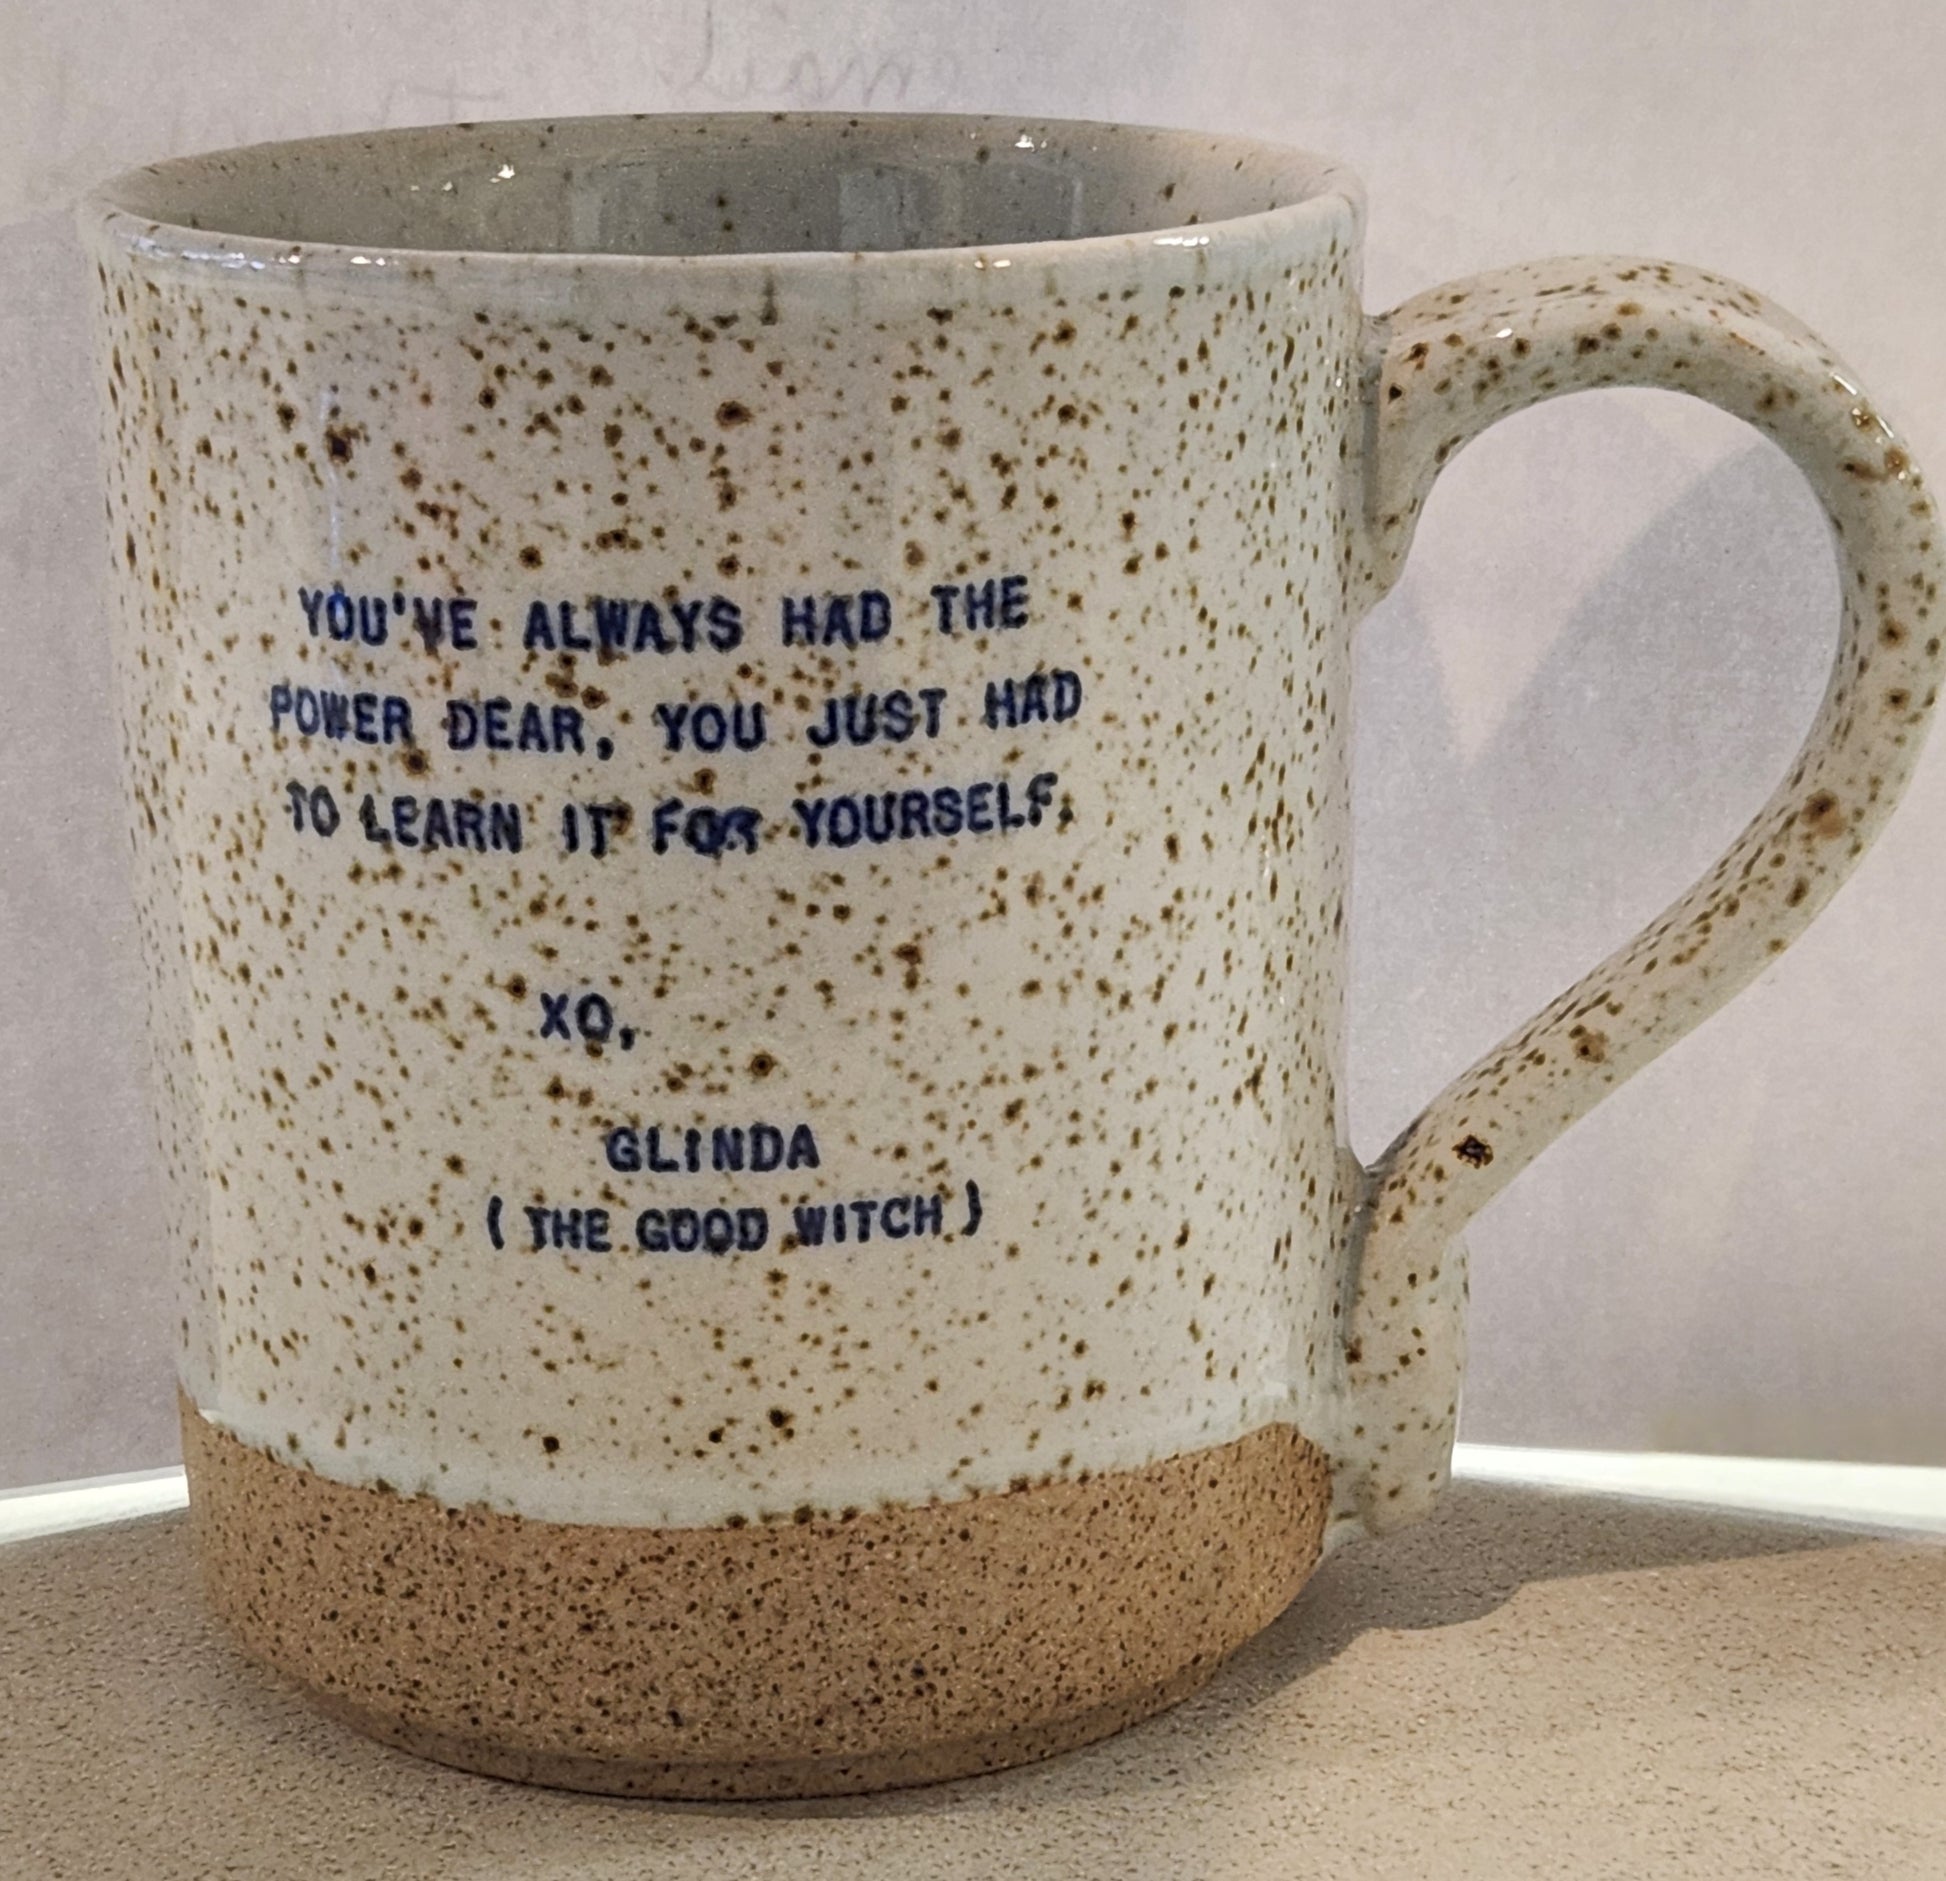 YOU'VE ALWAYS HAD THE
POWER DEAR, YOU JUST HAD
TO LEARN IT FOR YOURSELF.
XO,
GLINDA
(THE GOOD WITCH)